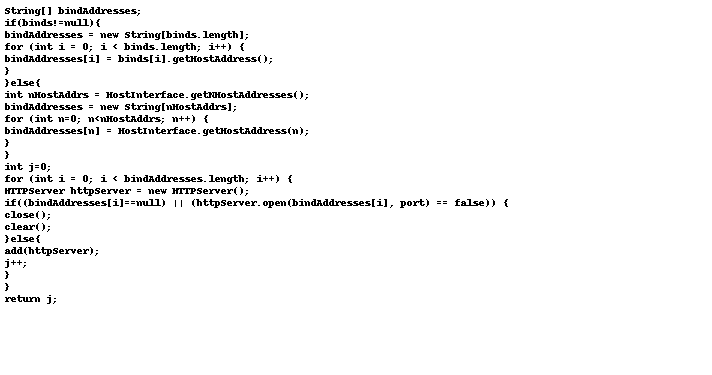 String[] bindAddresses;
if(binds!=null){
bindAddresses = new String[binds.length];
for (int i = 0; i < binds.length; i++) {
bindAddresses[i] = binds[i].getHostAddress();
}
}else{
int nHostAddrs = HostInterface.getNHostAddresses();
bindAddresses = new String[nHostAddrs];
for (int n=0; n<nHostAddrs; n++) {
bindAddresses[n] = HostInterface.getHostAddress(n);
}
}
int j=0;
for (int i = 0; i < bindAddresses.length; i++) {
HTTPServer httpServer = new HTTPServer();
if((bindAddresses[i]==null) || (httpServer.open(bindAddresses[i], port) == false)) {
close();
clear();
}else{
add(httpServer);
j++;
}
}
return j;